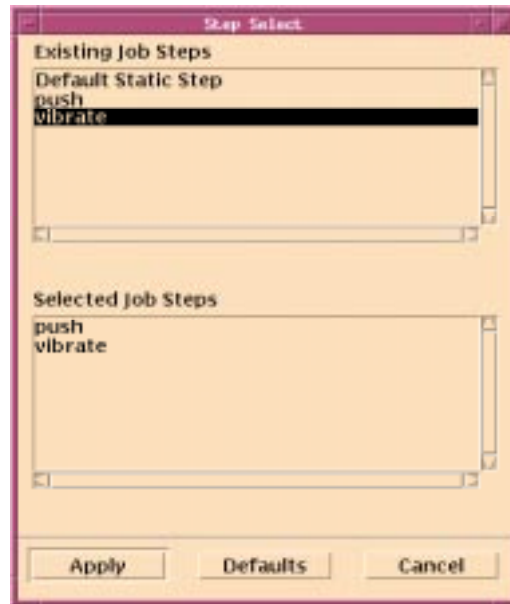 Step Select
Existing Job Steps
Default Static Step
push
vibrate
Selected Job Steps
push
vibrate
Apply
Defaults
Cancel